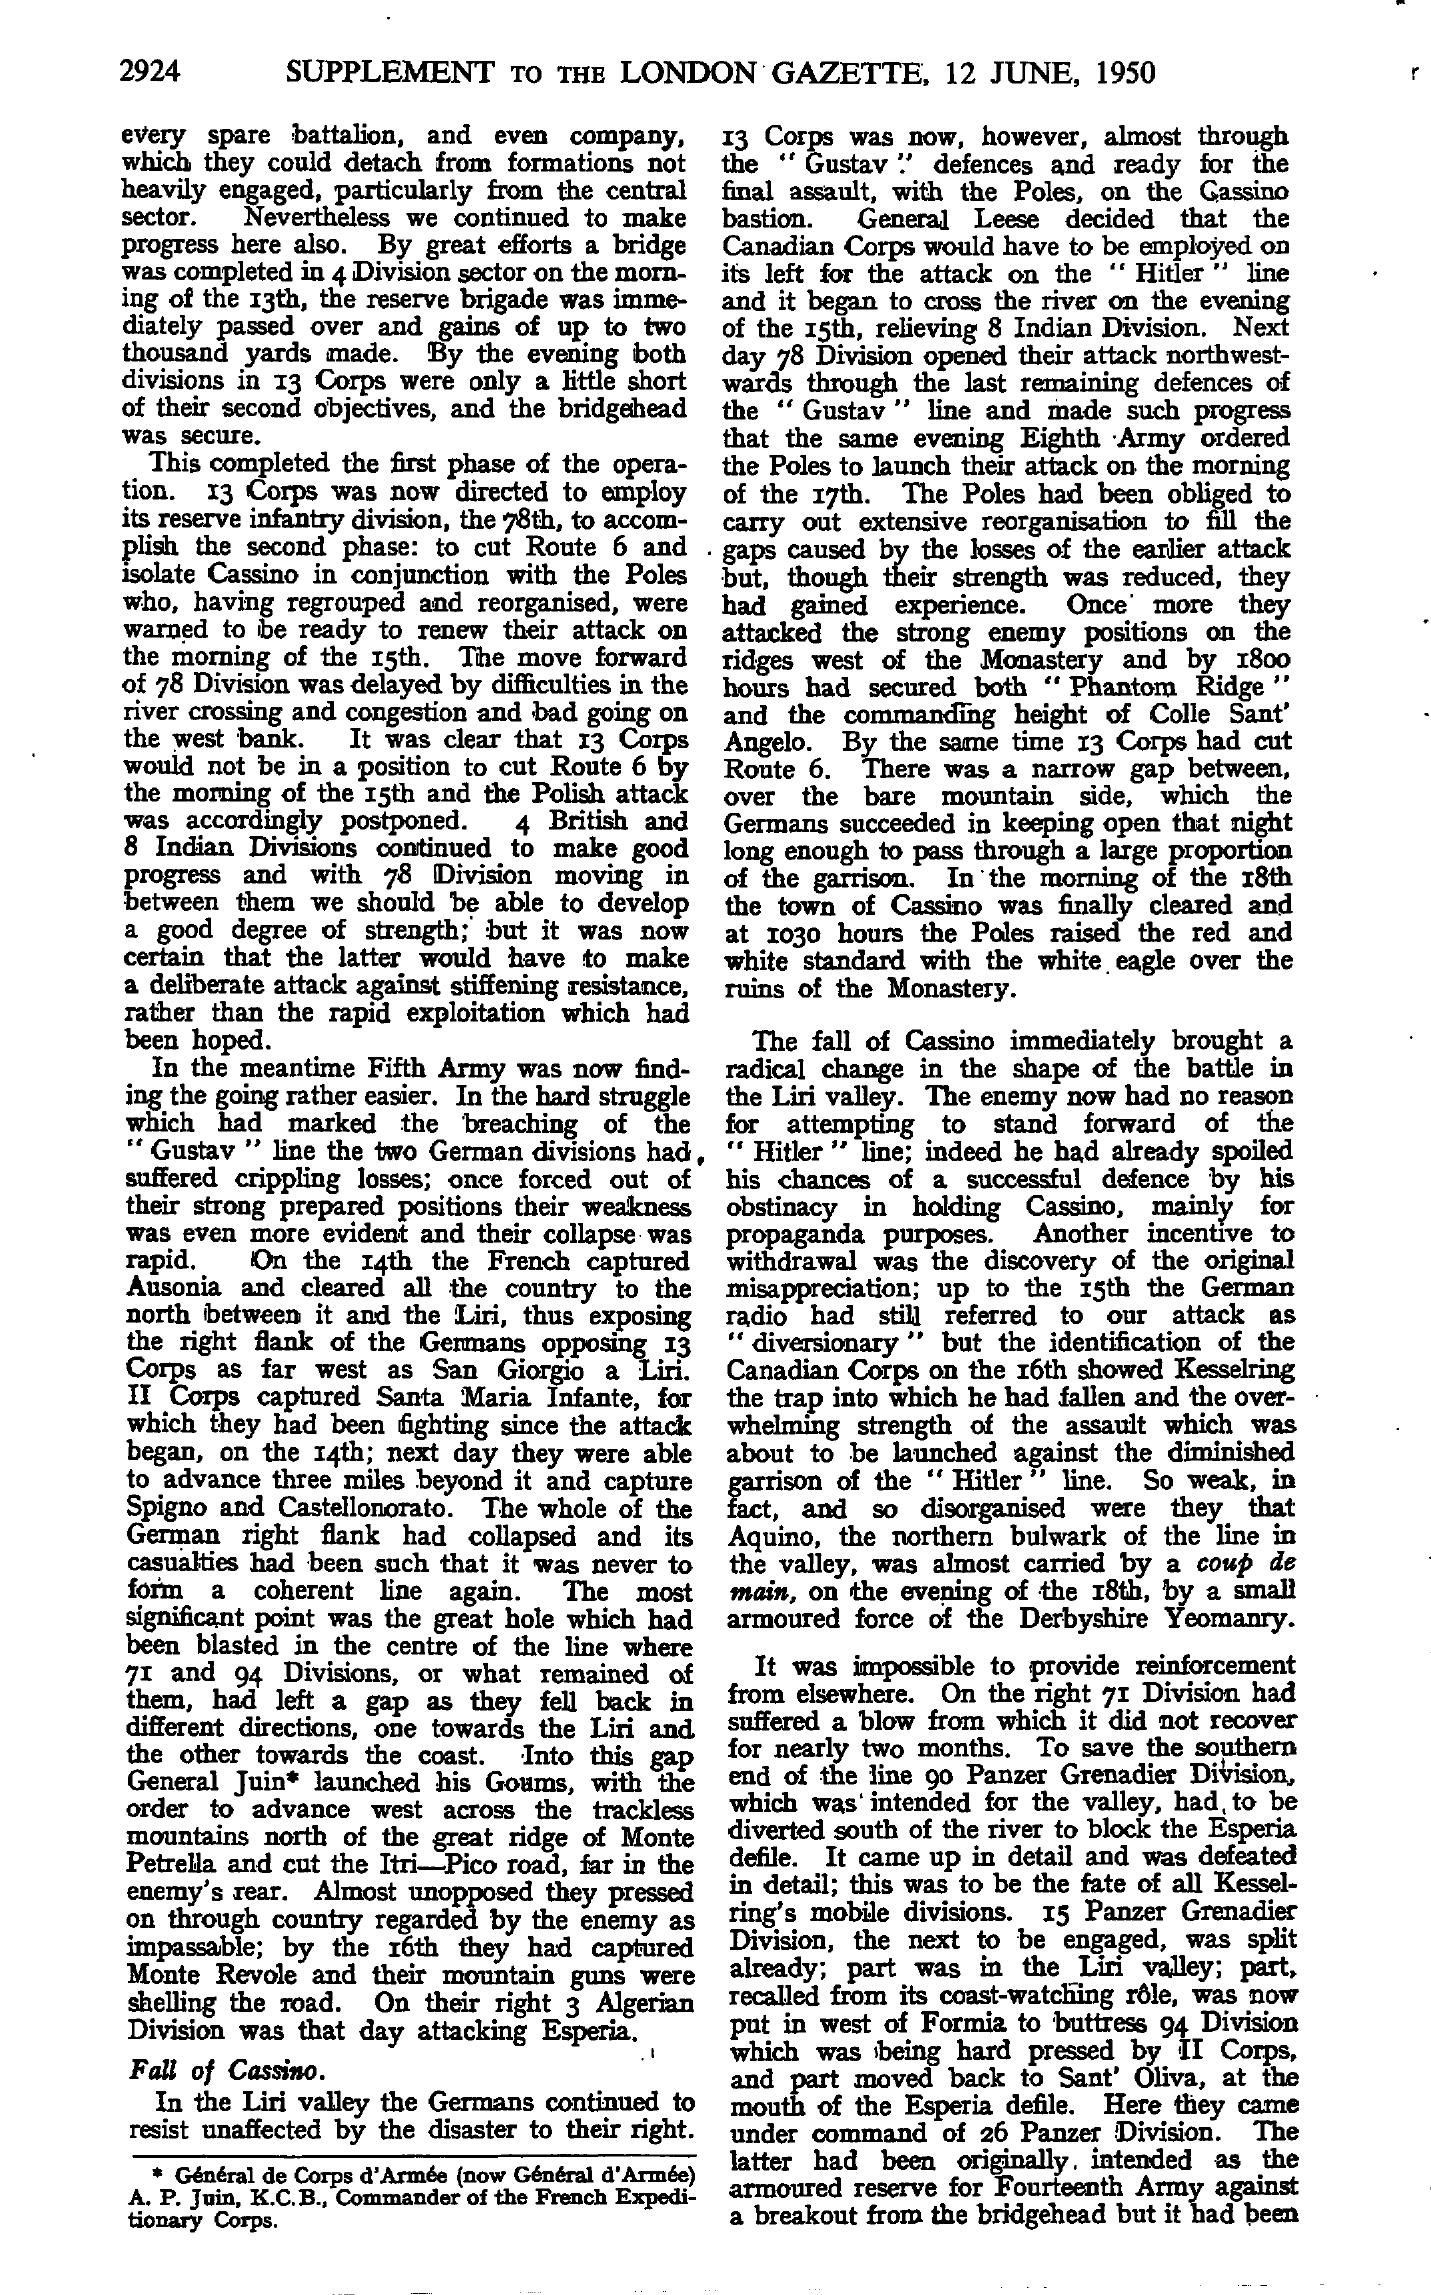 2924 SUPPLEMENT TO THE LONDON GAZETTE, 12 JUNE, 1950
every spare battalion, and even company,
which they could detach from formations not
heavily engaged, particularly from the central
sector. Nevertheless we continued to make
progress here also. By great efforts a bridge
was completed in 4 Division sector on the morn-
ing of the 13th, the reserve brigade was imme-
diately passed over and gains of up to two
thousand yards made. By the evening both
divisions in 13 Corps were only a little short
of their second objectives, and the bridgehead
was secure.
This completed the first phase of the opera-
tion. 13 Corps was now directed to employ
its reserve infantry division, the 78th, to accom-
plish the second phase: to cut Route 6 and
isolate Cassino in conjunction with the Poles
who, having regrouped and reorganised, were
warned to be ready to renew their attack on
the morning of the 15th. The move forward
of 78 Division was delayed by difficulties in the
river crossing and congestion and bad going on
the west bank. It was clear that 13 Corps
would not be in a position to cut Route 6 by
the morning of the 15th and the Polish attack
was accordingly postponed. 4 British and
8 Indian Divisions continued to make good
progress and with 78 Division moving in
between them we should be able to develop
a good degree of strength; but it was now
certain that the latter would have to make
a deliberate attack against stiffening resistance,
rather than the rapid exploitation which had
been hoped.
In the meantime Fifth Army was now find-
ing the going rather easier. In the hard struggle
which had marked the breaching of the
" Gustav " line the two German divisions had
suffered crippling losses; once forced out of
their strong prepared positions their weakness
was even more evident and their collapse was
rapid. On the 14th the French captured
Ausonia and cleared all the country to the
north between it and the Liri, thus exposing
the right flank of the Germans opposing 13
Corps as far west as San Giorgio a Liri.
II Corps captured Santa Maria Infante, for
which they had been fighting since the attack
began, on the 14th; next day they were able
to advance three miles beyond it and capture
Spigno and Castellonorato. The whole of the
German right flank had collapsed and its
casualties had been such that it was never to
form a coherent line again. The most
significant point was the great hole which had
been blasted in the centre of the line where
71 and 94 Divisions, or what remained of
them, had left a gap as they fell back in
different directions, one towards the Liri and
the other towards the coast. Into this gap
General Juin* launched his Goums, with the
order to advance west across the trackless
mountains north of the great ridge of Monte
Petrella and cut the Itri—Pico road, far in the
enemy's rear. Almost unopposed they pressed
on through country regarded by the enemy as
impassable; by the 16th they had captured
Monte Revole and their mountain guns were
shelling the road. On their right 3 Algerian
Division was that day attacking Esperia.
Fall of Cassino.
In the Liri valley the Germans continued to
resist unaffected by the disaster to their right.
* Général de Corps d'Armée (now Général d'Armée)
A. P. Juin, K.C.B., Commander of the French Expedi-
tionary Corps.
13 Corps was now, however, almost through
the " Gustav " defences and ready for the
final assault, with the Poles, on the Cassino
bastion. General Leese decided that the
Canadian Corps would have to be employed on
its left for the attack on the " Hitler " line
and it began to cross the river on the evening
of the 15th, relieving 8 Indian Division. Next
day 78 Division opened their attack northwest-
wards through the last remaining defences of
the " Gustav " line and made such progress
that the same evening Eighth Army ordered
the Poles to launch their attack on the morning
of the 17th. The Poles had been obliged to
carry out extensive reorganisation to fill the
gaps caused by the losses of the earlier attack
but, though their strength was reduced, they
had gained experience. Once more they
attacked the strong enemy positions on the
ridges west of the Monastery and by 1800
hours had secured both " Phantom Ridge "
and the commanding height of Colle Sant'
Angelo. By the same time 13 Corps had cut
Route 6. There was a narrow gap between,
over the bare mountain side, which the
Germans succeeded in keeping open that night
long enough to pass through a large proportion
of the garrison. In the morning of the 18th
the town of Cassino was finally cleared and
at 1030 hours the Poles raised the red and
white standard with the white eagle over the
ruins of the Monastery.
The fall of Cassino immediately brought a
radical change in the shape of the battle in
the Liri valley. The enemy now had no reason
for attempting to stand forward of the
" Hitler " line; indeed he had already spoiled
his chances of a successful defence by his
obstinacy in holding Cassino, mainly for
propaganda purposes. Another incentive to
withdrawal was the discovery of the original
misappreciation; up to the 15th the German
radio had still referred to our attack as
" diversionary " but the identification of the
Canadian Corps on the 16th showed Kesselring
the trap into which he had fallen and the over-
whelming strength of the assault which was
about to be launched against the diminished
garrison of the " Hitler " line. So weak, in
fact, and so disorganised were they that
Aquino, the northern bulwark of the line in
the valley, was almost carried by a coup de
main, on the evening of the 18th, by a small
armoured force of the Derbyshire Yeomanry.
It was impossible to provide reinforcement
from elsewhere. On the right 71 Division had
suffered a blow from which it did not recover
for nearly two months. To save the southern
end of the line 90 Panzer Grenadier Division,
which was intended for the valley, had to be
diverted south of the river to block the Esperia
defile. It came up in detail and was defeated
in detail; this was to be the fate of all Kessel-
ring's mobile divisions. 15 Panzer Grenadier
Division, the next to be engaged, was split
already; part was in the Liri valley; part,
recalled from its coast-watching rôle, was now
put in west of Formia to buttress 94 Division
which was being hard pressed by II Corps,
and part moved back to Sant' Oliva, at the
mouth of the Esperia defile. Here they came
under command of 26 Panzer Division. The
latter had been originally intended as the
armoured reserve for Fourteenth Army against
a breakout from the bridgehead but it had been